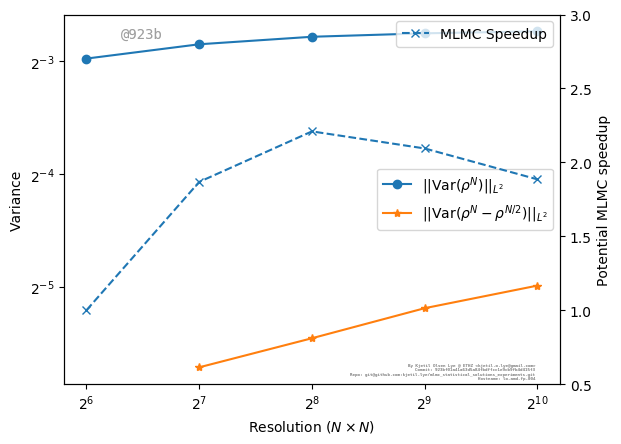 @923b
MLMC Speedup
||Var(ρ^N)||_{L^2}
||Var(ρ^N − ρ^{N/2})||_{L^2}
2^{−3}
2^{−4}
2^{−5}
Variance
3.0
2.5
2.0
1.5
1.0
0.5
Potential MLMC speedup
2^6
2^7
2^8
2^9
2^{10}
Resolution (N × N)